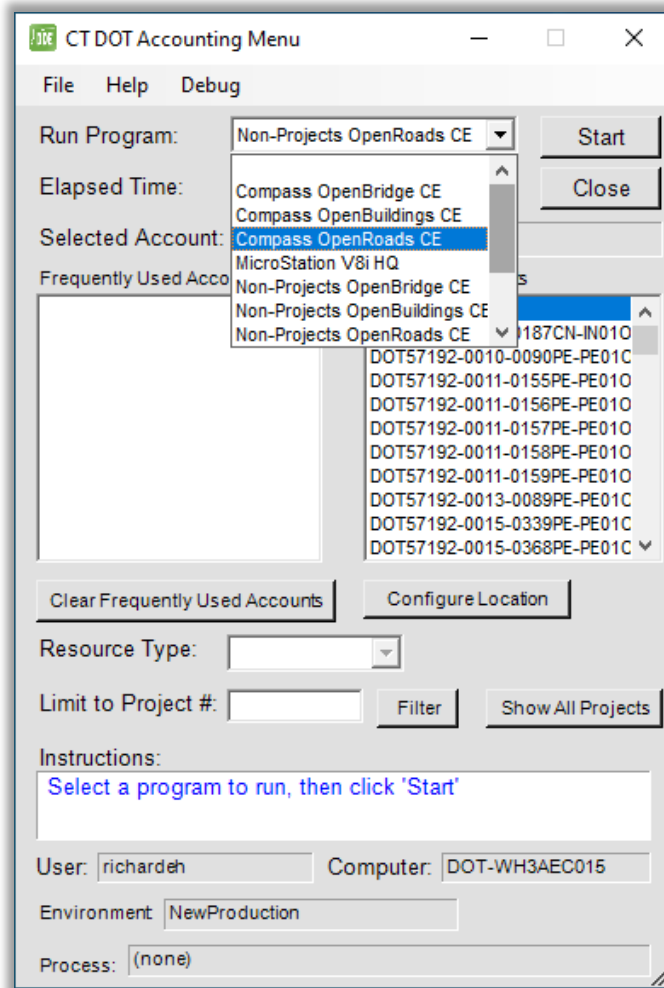 CT DOT Accounting Menu
File Help Debug
Run Program: Non-Projects OpenRoads CE Start
Elapsed Time: Close
Compass OpenBridge CE
Compass OpenBuildings CE
Selected Account: Compass OpenRoads CE
MicroStation V8i HQ
Frequently Used Acco
Non-Projects OpenBridge CE
Non-Projects OpenBuildings CE
Non-Projects OpenRoads CE
0187CN-IN01O
DOT57192-0010-0090PE-PE01C
DOT57192-0011-0155PE-PE01O
DOT57192-0011-0156PE-PE01O
DOT57192-0011-0157PE-PE01O
DOT57192-0011-0158PE-PE01O
DOT57192-0011-0159PE-PE01O
DOT57192-0013-0089PE-PE01C
DOT57192-0015-0339PE-PE01C
DOT57192-0015-0368PE-PE01C
Clear Frequently Used Accounts Configure Location
Resource Type:
Limit to Project #: Filter Show All Projects
Instructions:
Select a program to run, then click 'Start'
User: richardeh Computer: DOT-WH3AEC015
Environment NewProduction
Process: (none)